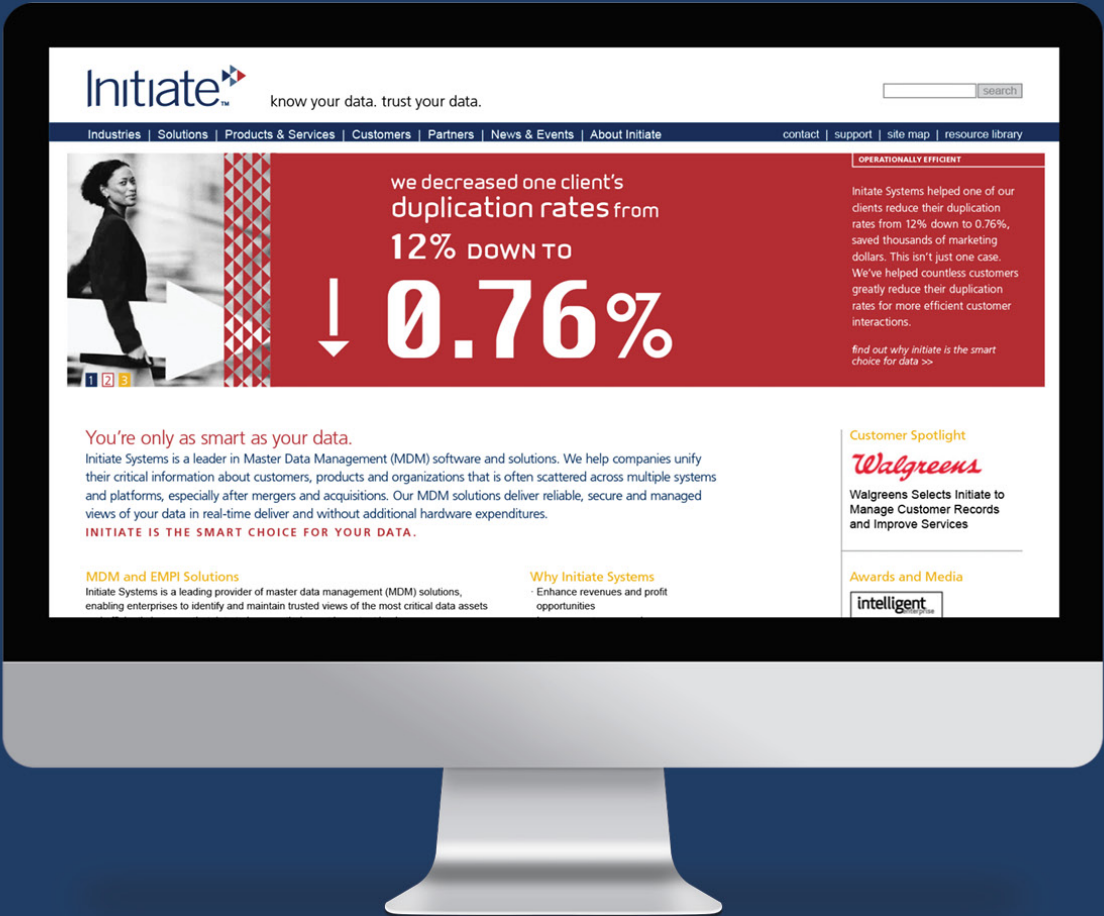 Initiate™
know your data. trust your data.
search
Industries | Solutions | Products & Services | Customers | Partners | News & Events | About Initiate
contact | support | site map | resource library
we decreased one client's
duplication rates from
12% DOWN TO
0.76%
1 2 3
OPERATIONALLY EFFICIENT
Initate Systems helped one of our
clients reduce their duplication
rates from 12% down to 0.76%,
saved thousands of marketing
dollars. This isn't just one case.
We've helped countless customers
greatly reduce their duplication
rates for more efficient customer
interactions.
find out why initiate is the smart
choice for data >>
You're only as smart as your data.
Initiate Systems is a leader in Master Data Management (MDM) software and solutions. We help companies unify
their critical information about customers, products and organizations that is often scattered across multiple systems
and platforms, especially after mergers and acquisitions. Our MDM solutions deliver reliable, secure and managed
views of your data in real-time deliver and without additional hardware expenditures.
INITIATE IS THE SMART CHOICE FOR YOUR DATA.
MDM and EMPI Solutions
Initiate Systems is a leading provider of master data management (MDM) solutions,
enabling enterprises to identify and maintain trusted views of the most critical data assets
Why Initiate Systems
· Enhance revenues and profit
opportunities
Customer Spotlight
Walgreens
Walgreens Selects Initiate to
Manage Customer Records
and Improve Services
Awards and Media
intelligent
enterprise